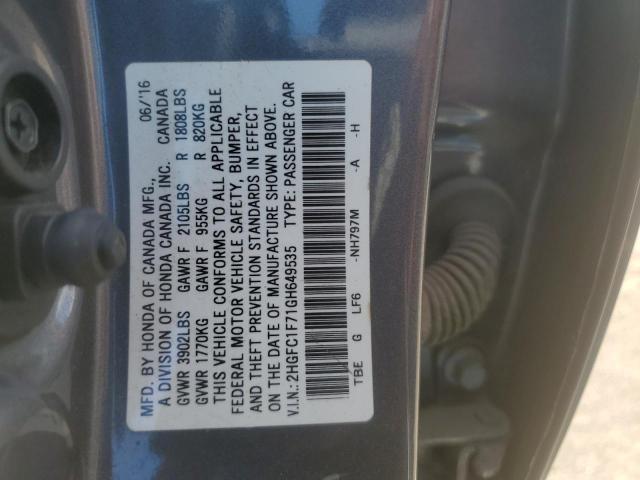 MFD. BY HONDA OF CANADA MFG., 06/'16
A DIVISION OF HONDA CANADA INC. CANADA
GVWR 3902LBS GAWR F 2105LBS R 1808LBS
GVWR 1770KG GAWR F 955KG R 820KG
THIS VEHICLE CONFORMS TO ALL APPLICABLE
FEDERAL MOTOR VEHICLE SAFETY, BUMPER,
AND THEFT PREVENTION STANDARDS IN EFFECT
ON THE DATE OF MANUFACTURE SHOWN ABOVE.
V.I.N.: 2HGFC1F71GH649535 TYPE: PASSENGER CAR
TBE G LF6 -NH797M -A -H